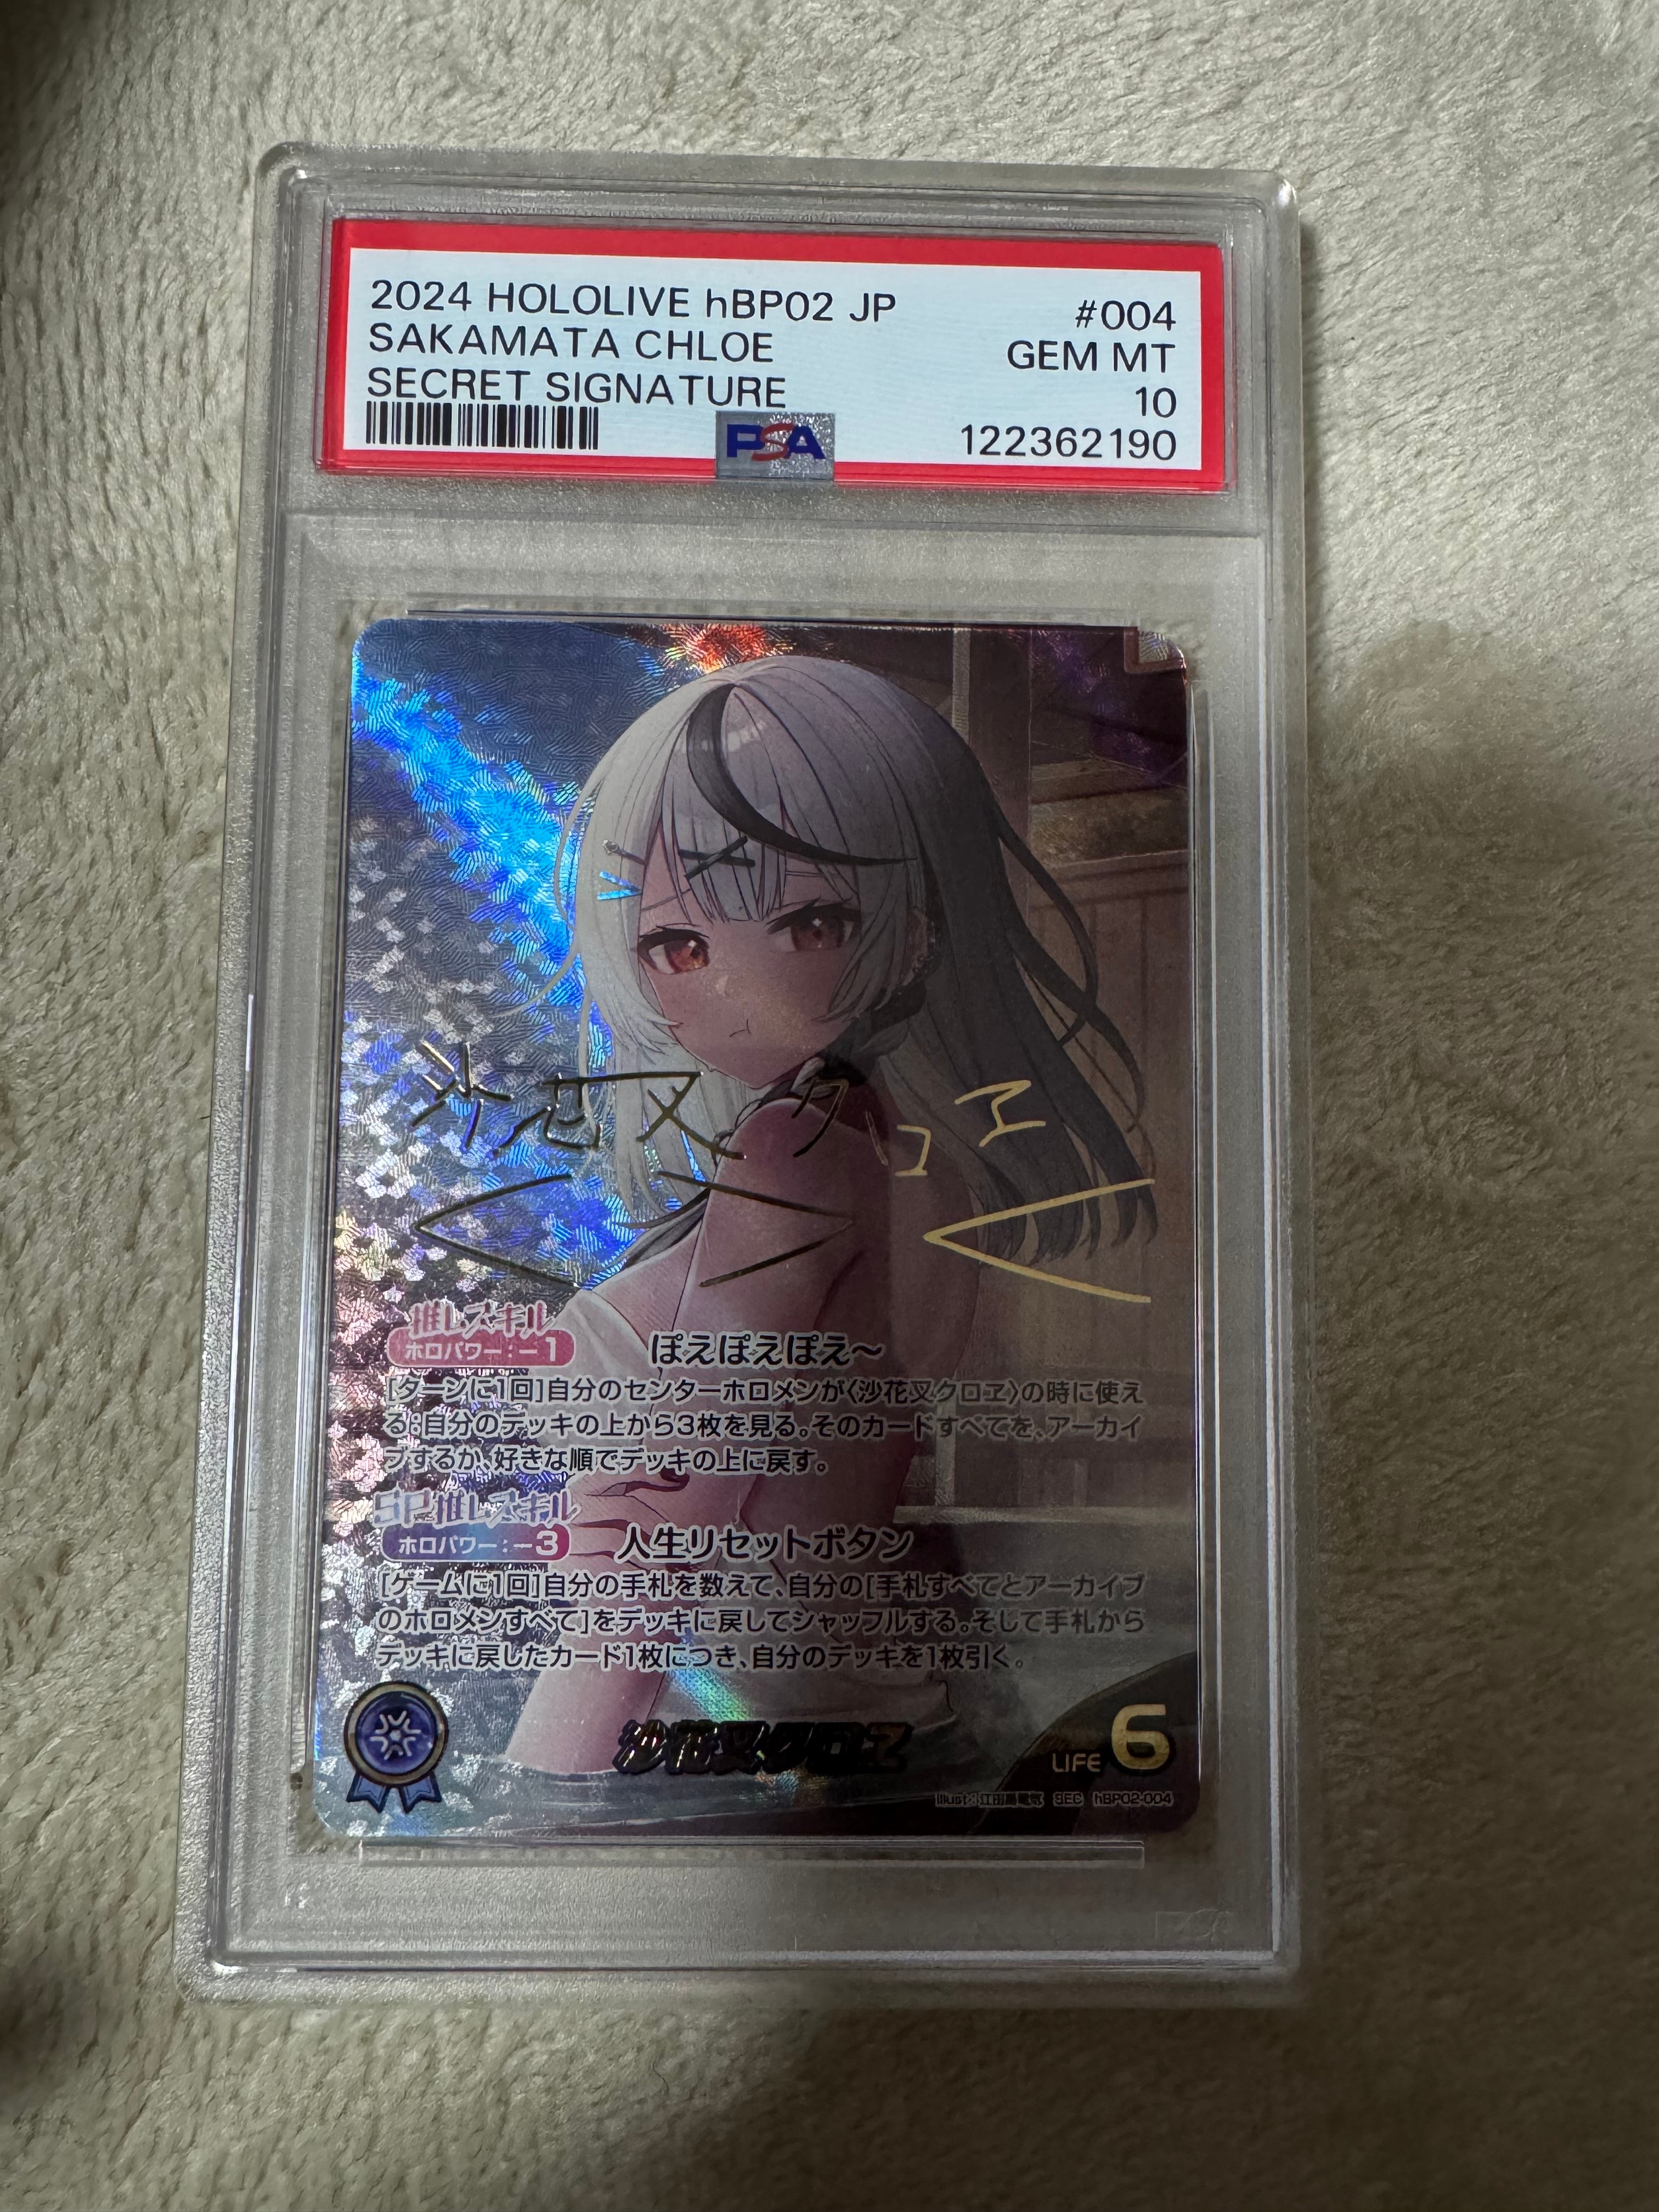 2024 HOLOLIVE hBP02 JP #004
SAKAMATA CHLOE GEM MT
SECRET SIGNATURE 10
PSA 122362190
沙花叉クロヱ
推しスキル
ホロパワー：－1 ぽえぽえぽえ～
[ターンに1回]自分のセンターホロメンが〈沙花叉クロヱ〉の時に使え
る：自分のデッキの上から3枚を見る。そのカードすべてを、アーカイ
ブするか、好きな順でデッキの上に戻す。
SP推しスキル
ホロパワー：－3 人生リセットボタン
[ゲームに1回]自分の手札を数えて、自分の[手札すべてとアーカイブ
のホロメンすべて]をデッキに戻してシャッフルする。そして手札から
デッキに戻したカード1枚につき、自分のデッキを1枚引く。
沙花叉クロヱ
LIFE 6
illust: SEC hBP02-004